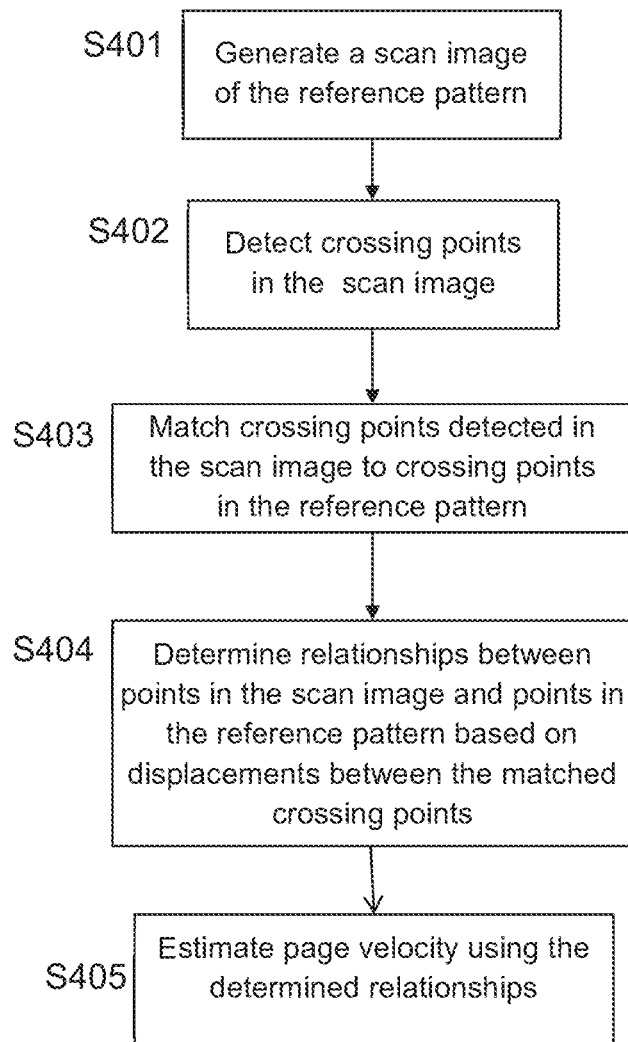 S401
Generate a scan image
of the reference pattern
S402
Detect crossing points
in the scan image
S403
Match crossing points detected in
the scan image to crossing points
in the reference pattern
S404
Determine relationships between
points in the scan image and points in
the reference pattern based on
displacements between the matched
crossing points
S405
Estimate page velocity using the
determined relationships